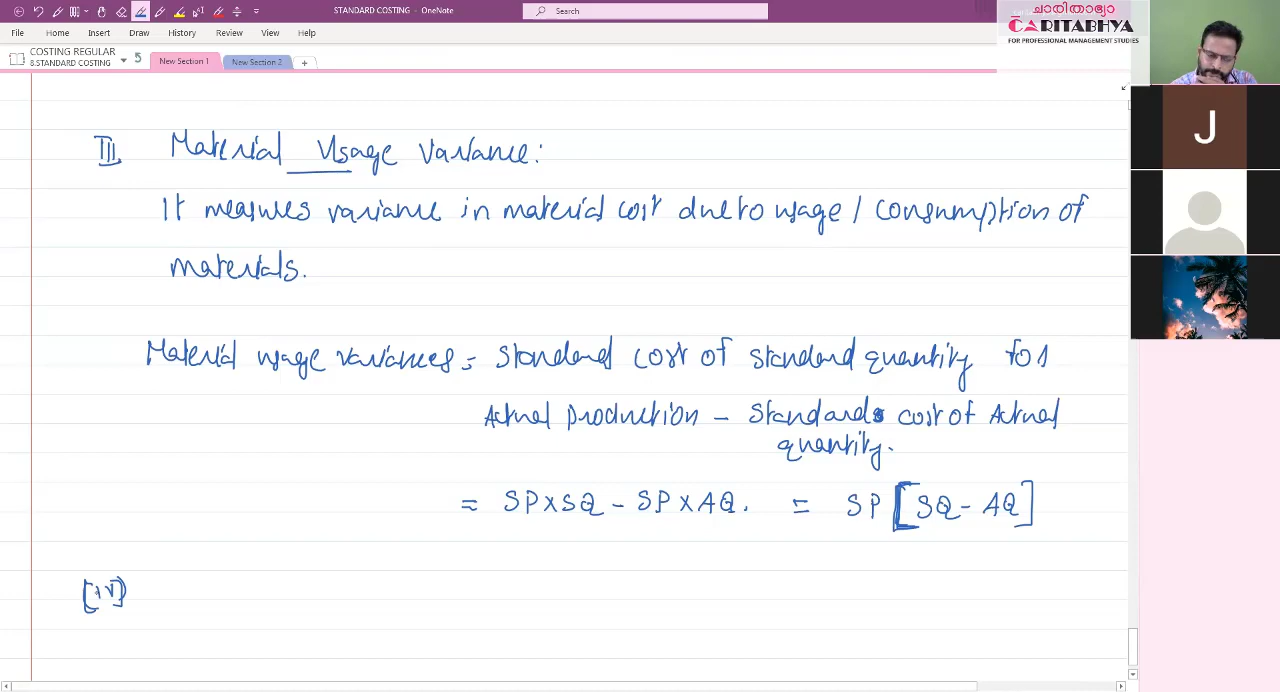 STANDARD COSTING - OneNote
Search
ചാരിതാഭ്യാ
CARITABHYA
FOR PROFESSIONAL MANAGEMENT STUDIES
File Home Insert Draw History Review View Help
COSTING REGULAR
8.STANDARD COSTING
New Section 1
New Section 2
III Material Usage Variance:
It measures variance in material cost due to usage / Consumption of
materials.
Material usage variances = Standard cost of standard quantity for
Actual Production - Standard cost of Actual
quantity.
= SP×SQ - SP×AQ. = SP [SQ - AQ]
[iv]
J